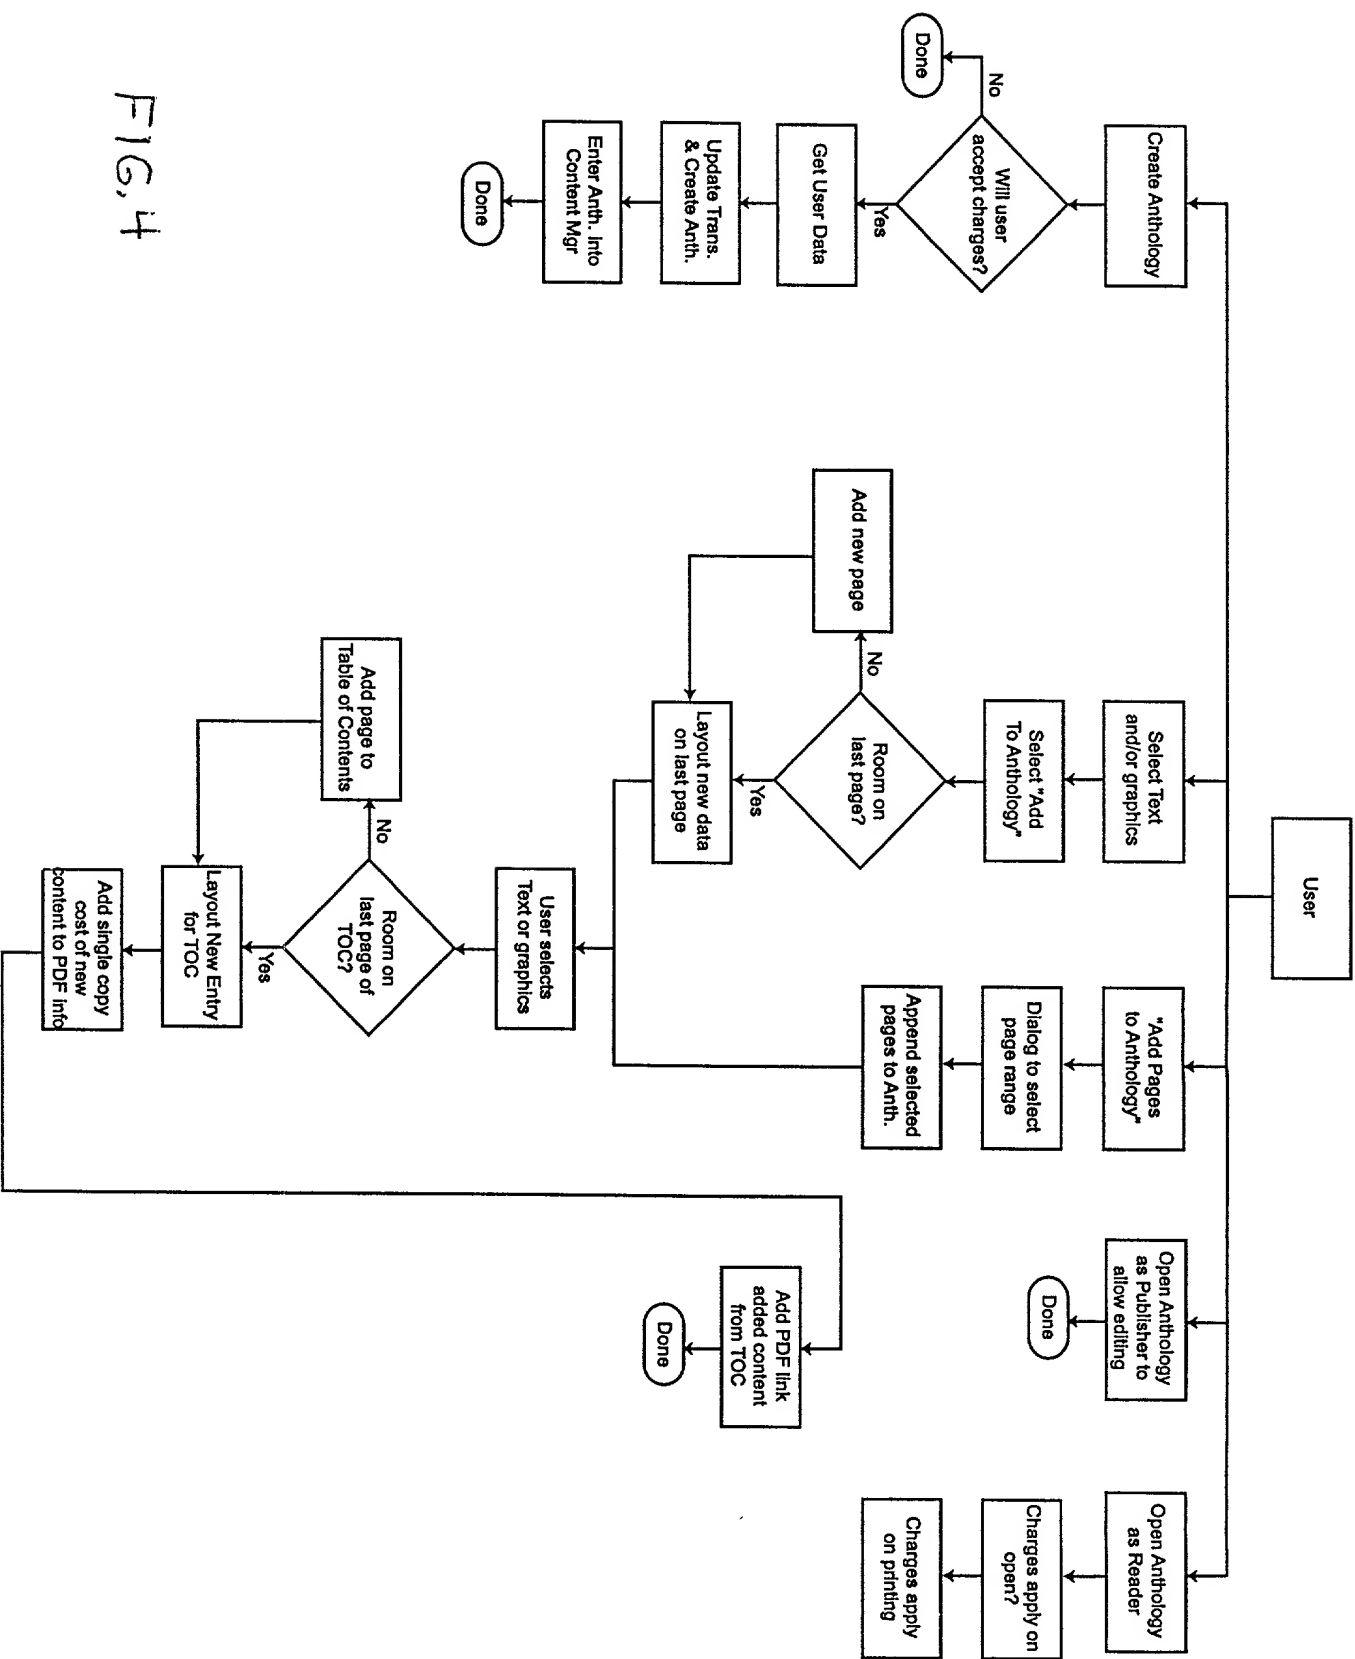 User
Create Anthology
Will user
accept charges?
No
Done
Yes
Get User Data
Update Trans.
& Create Anth.
Enter Anth. Into
Content Mgr
Done
Select Text
and/or graphics
Select "Add
To Anthology"
Room on
last page?
No
Add new page
Yes
Layout new data
on last page
"Add Pages
to Anthology"
Dialog to select
page range
Append selected
pages to Anth.
User selects
Text or graphics
Room on
last page of
TOC?
No
Add page to
Table of Contents
Yes
Layout New Entry
for TOC
Add single copy
cost of new
content to PDF info
Add PDF link
added content
from TOC
Done
Open Anthology
as Publisher to
allow editing
Done
Open Anthology
as Reader
Charges apply on
open?
Charges apply
on printing
FIG. 4